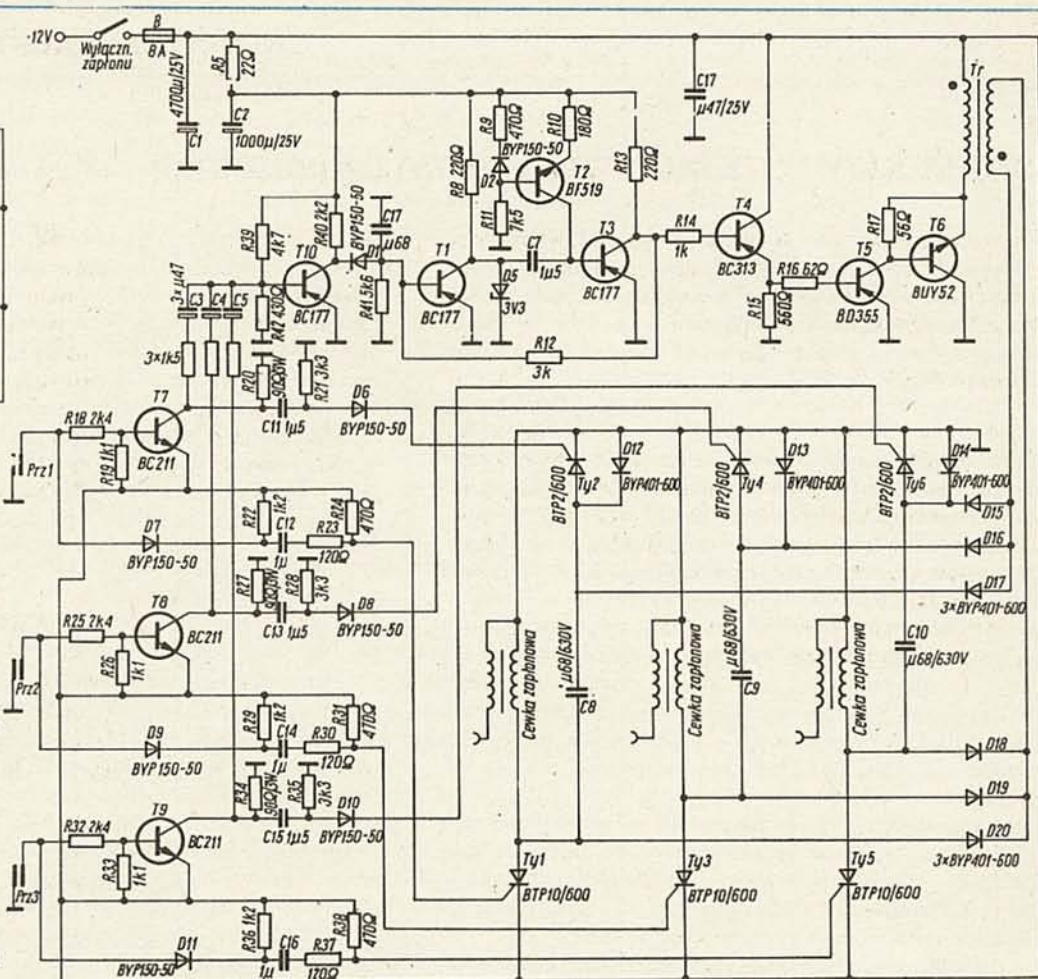 -12V
Wyłączn. zapłonu
B
8A
4700µ/25V
C1
R5
22Ω
C2
1000µ/25V
R39
4k7
R40 2k2
BYP150-50
D1
C17
µ68
R41 5k6
T10
BC177
R42 430Ω
3×µ47
C3
C4
C5
3×1k5
R8 220Ω
R9
470Ω
BYP150-50
D2
R10
180Ω
T2
BF519
R11
7k5
C7
1µ5
D5
3V3
T1
BC177
T3
BC177
R13
220Ω
R12
3k
R14
1k
C17
µ47/25V
T4
BC313
R15
560Ω
R16 62Ω
T5
BD355
R17
56Ω
T6
BUY52
Tr
T7
BC211
R18 2k4
R19 1k1
Prz1
R20
90Ω/3W
R21 3k3
C11 1µ5
D6
BYP150-50
R22
1k2
C12
1µ
R23
120Ω
R24
470Ω
D7
BYP150-50
R27
90Ω/3W
R28
3k3
C13 1µ5
D8
BYP150-50
T8
BC211
R25 2k4
R26
1k1
Prz2
R29
1k2
C14
1µ
R30
120Ω
R31
470Ω
D9
BYP150-50
R34
90Ω/3W
R35
3k3
C15 1µ5
D10
BYP150-50
T9
BC211
R32 2k4
R33
1k1
Prz3
R36 1k2
C16
1µ
R37
120Ω
R38
470Ω
D11
BYP150-50
BTP2/600
Ty2
D12
BYP401-600
BTP2/600
Ty4
D13
BYP401-600
BTP2/600
Ty6
D14
BYP401-600
D15
D16
D17
3×BYP401-600
Cewka zapłonowa
µ68/630V
C8
Cewka zapłonowa
µ68/630V
C9
Cewka zapłonowa
C10
µ68/630V
D18
D19
D20
3×BYP401-600
Ty1
BTP10/600
Ty3
BTP10/600
Ty5
BTP10/600